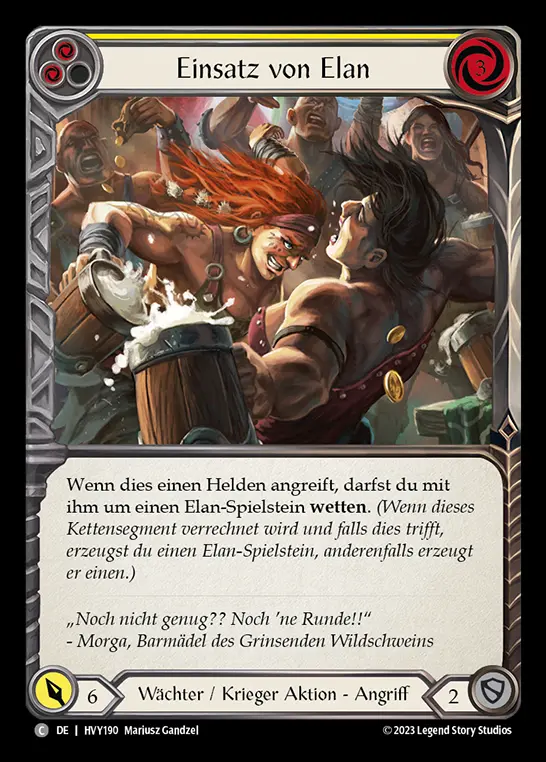 Einsatz von Elan
3
Wenn dies einen Helden angreift, darfst du mit
ihm um einen Elan-Spielstein wetten. (Wenn dieses
Kettensegment verrechnet wird und falls dies trifft,
erzeugst du einen Elan-Spielstein, anderenfalls erzeugt
er einen.)
„Noch nicht genug?? Noch ’ne Runde!!“
- Morga, Barmädel des Grinsenden Wildschweins
6
Wächter / Krieger Aktion - Angriff
2
C DE | HVY190 Mariusz Gandzel
©2023 Legend Story Studios